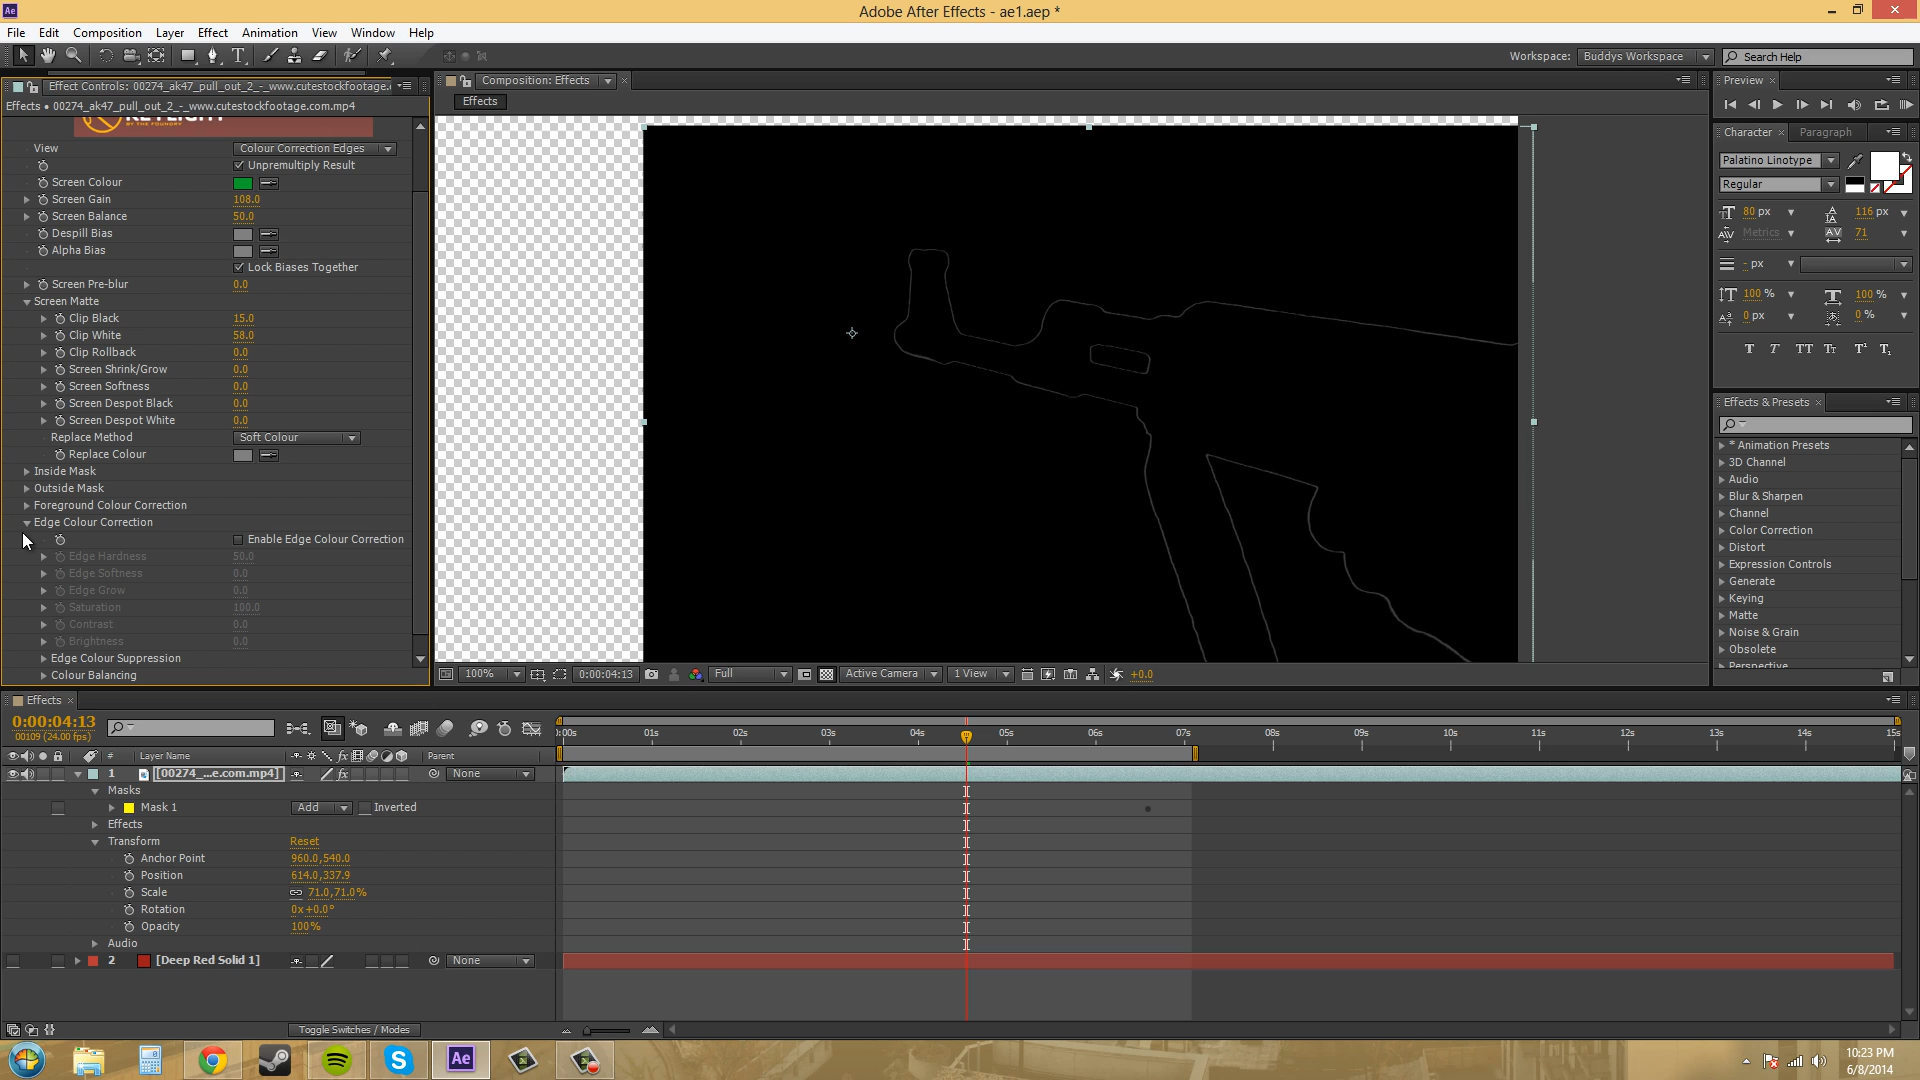 Ae
Adobe After Effects - ae1.aep *
File Edit Composition Layer Effect Animation View Window Help
Workspace: Buddys Workspace Search Help
Effect Controls: 00274_ak47_pull_out_2_-_www.cutestockfootage.
Effects • 00274_ak47_pull_out_2_-_www.cutestockfootage.com.mp4
KEYLIGHT
BY THE FOUNDRY
View Colour Correction Edges
Unpremultiply Result
Screen Colour
Screen Gain 108.0
Screen Balance 50.0
Despill Bias
Alpha Bias
Lock Biases Together
Screen Pre-blur 0.0
Screen Matte
Clip Black 15.0
Clip White 58.0
Clip Rollback 0.0
Screen Shrink/Grow 0.0
Screen Softness 0.0
Screen Despot Black 0.0
Screen Despot White 0.0
Replace Method Soft Colour
Replace Colour
Inside Mask
Outside Mask
Foreground Colour Correction
Edge Colour Correction
Enable Edge Colour Correction
Edge Hardness 50.0
Edge Softness 0.0
Edge Grow 0.0
Saturation 100.0
Contrast 0.0
Brightness 0.0
Edge Colour Suppression
Colour Balancing
Composition: Effects
Effects
100% 0:00:04:13 Full Active Camera 1 View +0.0
Preview
Character Paragraph
Palatino Linotype
Regular
80 px 116 px
Metrics 71
- px
100 % 100 %
0 px 0 %
T T TT Tt T¹ T₁
Effects & Presets
* Animation Presets
3D Channel
Audio
Blur & Sharpen
Channel
Color Correction
Distort
Expression Controls
Generate
Keying
Matte
Noise & Grain
Obsolete
Perspective
Effects
0:00:04:13
00109 (24.00 fps)
# Layer Name fx Parent
):00s 01s 02s 03s 04s 05s 06s 07s 08s 09s 10s 11s 12s 13s 14s 15s
1 [00274_...e.com.mp4] fx None
Masks
Mask 1 Add Inverted
Effects
Transform Reset
Anchor Point 960.0,540.0
Position 614.0,337.9
Scale 71.0,71.0%
Rotation 0x+0.0°
Opacity 100%
Audio
2 [Deep Red Solid 1] None
Toggle Switches / Modes
Ae
10:23 PM
6/8/2014